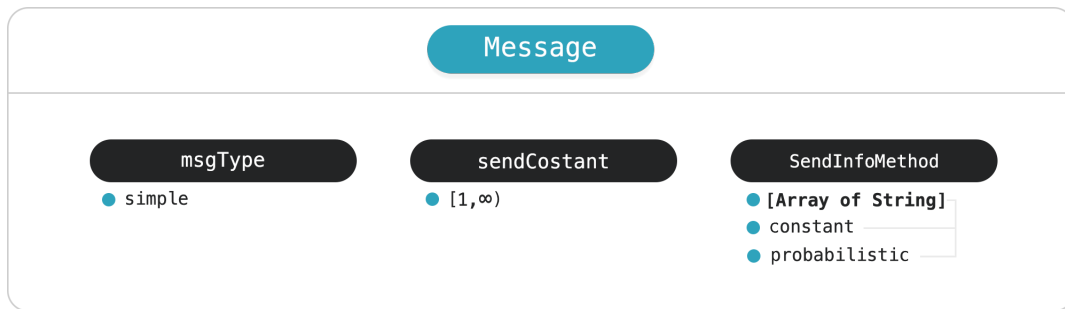 Message
msgType
simple
sendCostant
[1,∞)
SendInfoMethod
[Array of String]
constant
probabilistic